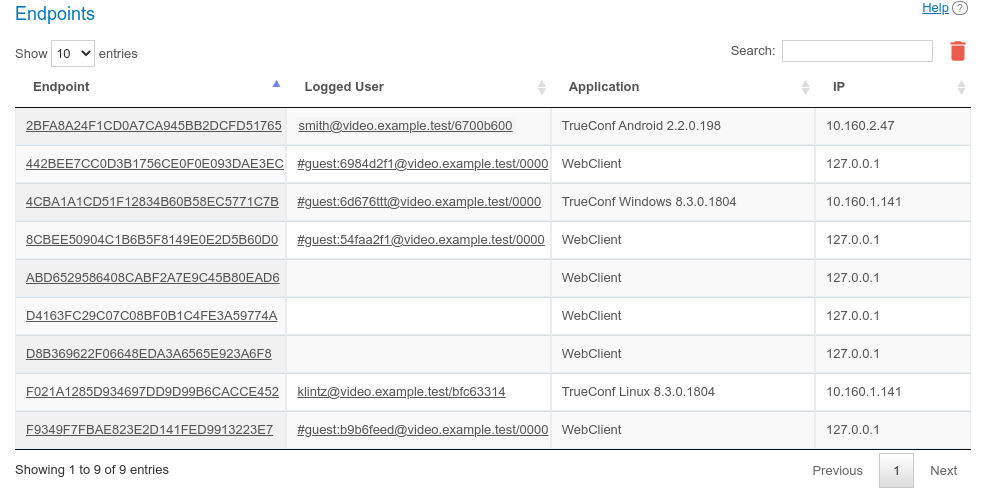 Endpoints
Help ?
Show 10 entries
Search:
Endpoint Logged User Application IP
2BFA8A24F1CD0A7CA945BB2DCFD51765 smith@video.example.test/6700b600 TrueConf Android 2.2.0.198 10.160.2.47
442BEE7CC0D3B1756CE0F0E093DAE3EC #guest:6984d2f1@video.example.test/0000 WebClient 127.0.0.1
4CBA1A1CD51F12834B60B58EC5771C7B #guest:6d676ttt@video.example.test/0000 TrueConf Windows 8.3.0.1804 10.160.1.141
8CBEE50904C1B6B5F8149E0E2D5B60D0 #guest:54faa2f1@video.example.test/0000 WebClient 127.0.0.1
ABD6529586408CABF2A7E9C45B80EAD6 WebClient 127.0.0.1
D4163FC29C07C08BF0B1C4FE3A59774A WebClient 127.0.0.1
D8B369622F06648EDA3A6565E923A6F8 WebClient 127.0.0.1
F021A1285D934697DD9D99B6CACCE452 klintz@video.example.test/bfc63314 TrueConf Linux 8.3.0.1804 10.160.1.141
F9349F7FBAE823E2D141FED9913223E7 #guest:b9b6feed@video.example.test/0000 WebClient 127.0.0.1
Showing 1 to 9 of 9 entries
Previous 1 Next